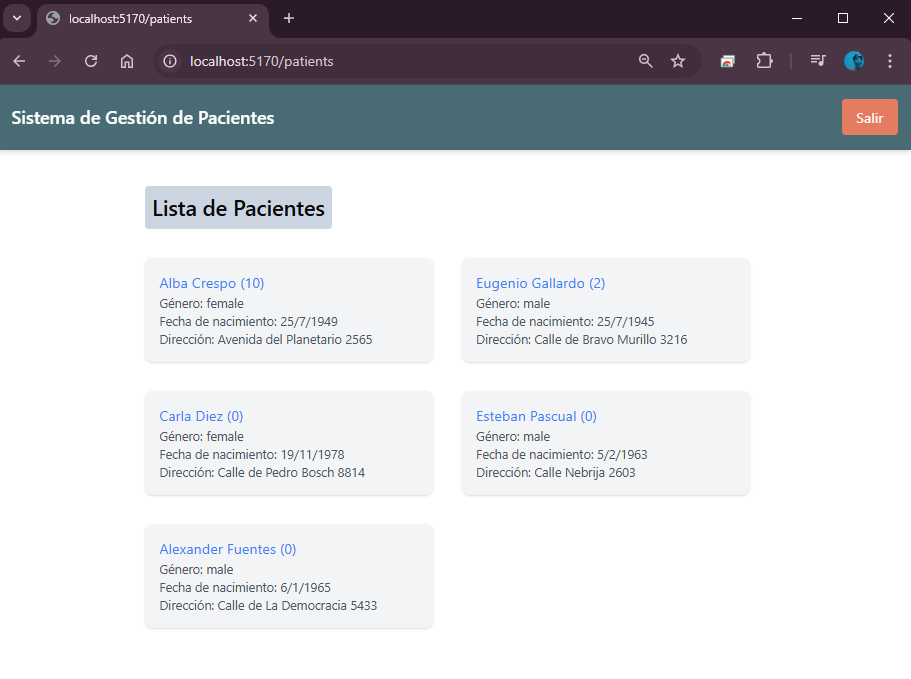 localhost:5170/patients
localhost:5170/patients
Sistema de Gestión de Pacientes
Salir
Lista de Pacientes
Alba Crespo (10)
Género: female
Fecha de nacimiento: 25/7/1949
Dirección: Avenida del Planetario 2565
Eugenio Gallardo (2)
Género: male
Fecha de nacimiento: 25/7/1945
Dirección: Calle de Bravo Murillo 3216
Carla Diez (0)
Género: female
Fecha de nacimiento: 19/11/1978
Dirección: Calle de Pedro Bosch 8814
Esteban Pascual (0)
Género: male
Fecha de nacimiento: 5/2/1963
Dirección: Calle Nebrija 2603
Alexander Fuentes (0)
Género: male
Fecha de nacimiento: 6/1/1965
Dirección: Calle de La Democracia 5433